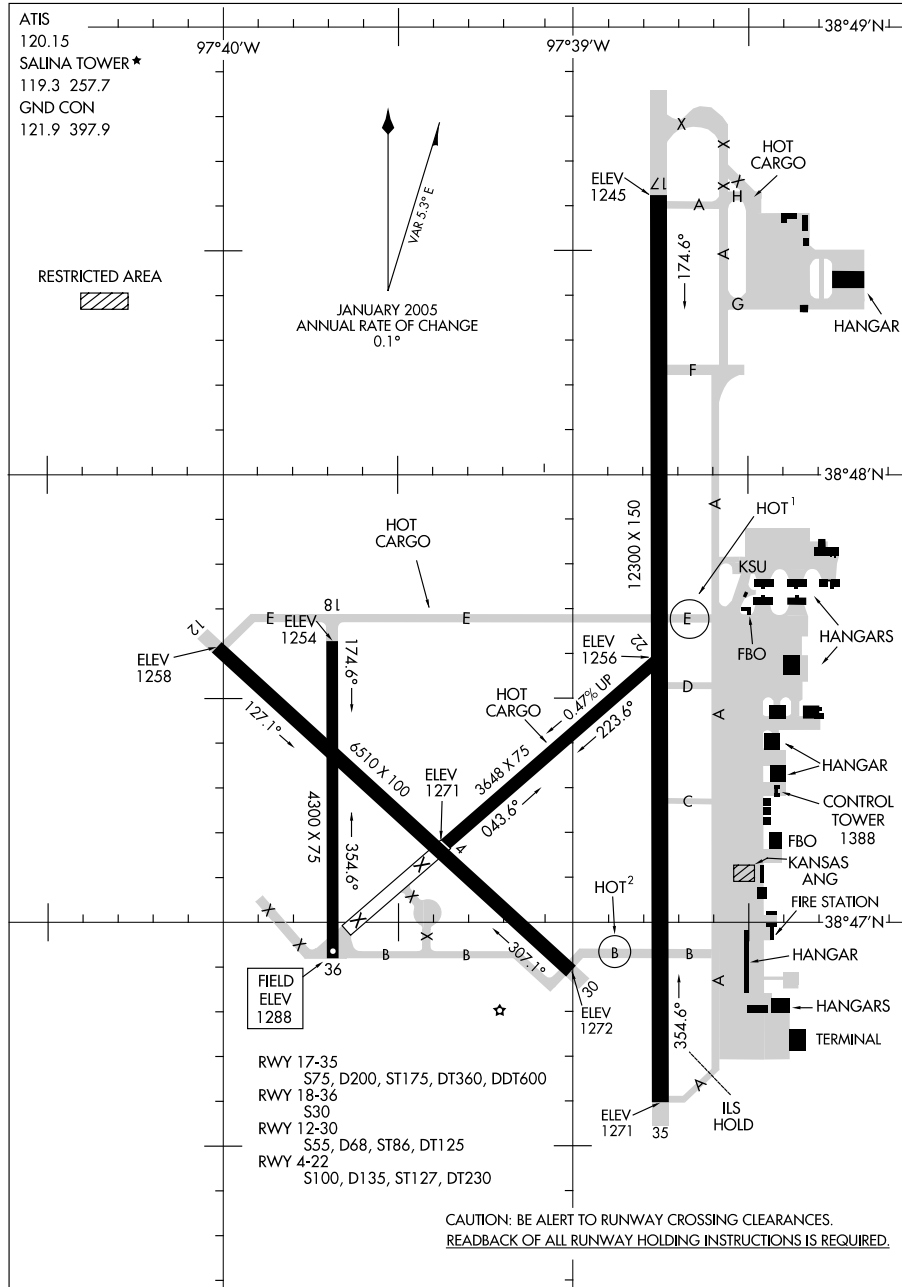 ATIS
120.15
SALINA TOWER
119.3 257.7
GND CON
121.9 397.9
97°40'W
97°39'W
38°49'N
VAR 5.3° E
JANUARY 2005
ANNUAL RATE OF CHANGE
0.1°
RESTRICTED AREA
X
X
HOT
CARGO
X
X
H
ELEV
1245
17
A
A
174.6°
G
HANGAR
F
38°48'N
A
HOT 1
12300 X 150
HOT
CARGO
KSU
E
E
E
18
12
ELEV
1254
ELEV
1258
174.6°
ELEV
1256
22
FBO
HANGARS
D
A
0.47% UP
HOT
CARGO
223.6°
127.1°
6510 X 100
ELEV
1271
3648 X 75
043.6°
4
C
HANGAR
CONTROL
TOWER
1388
FBO
KANSAS
ANG
4300 X 75
354.6°
X
X
X
X
X
X
HOT 2
FIRE STATION
38°47'N
B
B
B
B
307.1°
30
36
A
HANGAR
FIELD
ELEV
1288
ELEV
1272
354.6°
HANGARS
TERMINAL
A
ELEV
1271
35
ILS
HOLD
RWY 17-35
S75, D200, ST175, DT360, DDT600
RWY 18-36
S30
RWY 12-30
S55, D68, ST86, DT125
RWY 4-22
S100, D135, ST127, DT230
CAUTION: BE ALERT TO RUNWAY CROSSING CLEARANCES.
READBACK OF ALL RUNWAY HOLDING INSTRUCTIONS IS REQUIRED.